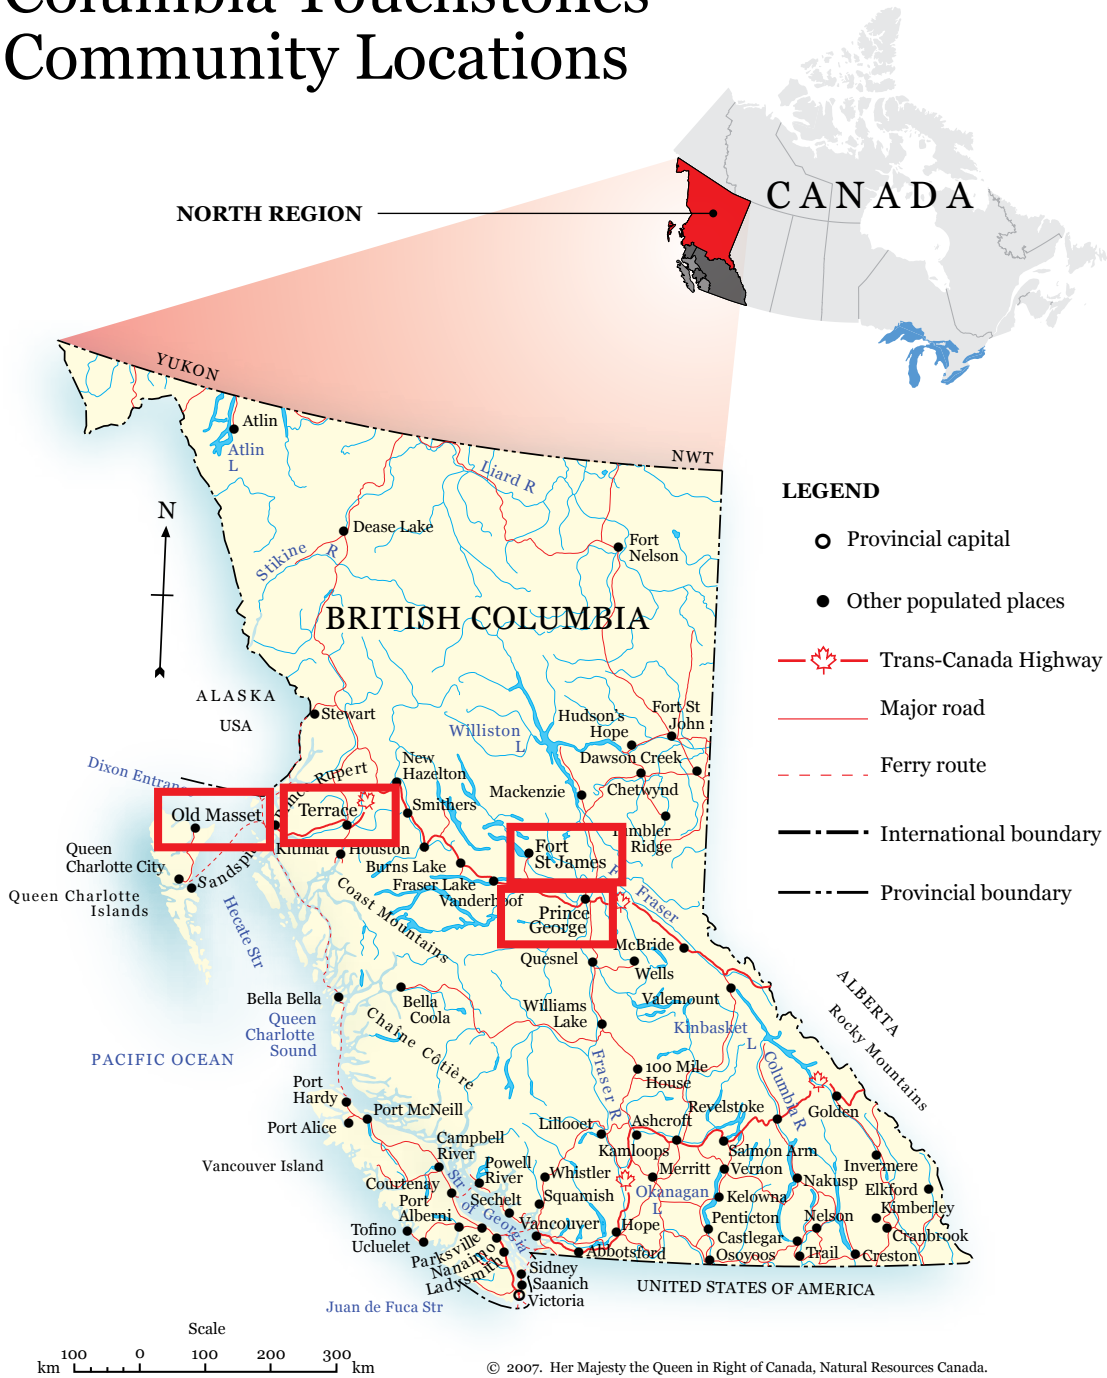 Columbia Touchstones
Community Locations
CANADA
NORTH REGION
YUKON
NWT
Atlin
Atlin
L
Liard R
LEGEND
N
Provincial capital
Dease Lake
Fort
Nelson
Stikine R
Other populated places
BRITISH COLUMBIA
Trans-Canada Highway
ALASKA
USA
Stewart
Major road
Williston
L
Hudson's
Hope
Fort St
John
Dawson Creek
Ferry route
Dixon Entranc
Prince Rupert
New
Hazelton
Mackenzie
Chetwynd
Old Masset
Terrace
Smithers
Tumbler
Ridge
International boundary
Queen
Charlotte City
Sandspit
Kitimat
Houston
Burns Lake
Fort
St James
Fraser Lake
Vanderhoof
Queen Charlotte
Islands
Provincial boundary
Fraser
Prince
George
Hecate Str
Coast Mountains
McBride
Quesnel
Wells
Bella Bella
Bella
Coola
Valemount
ALBERTA
Williams
Lake
Queen
Charlotte
Sound
Chaîne Côtière
Kinbasket
L
Rocky Mountains
PACIFIC OCEAN
Fraser R
100 Mile
House
Columbia R
Port
Hardy
Port McNeill
Revelstoke
Golden
Port Alice
Lillooet
Ashcroft
Campbell
River
Kamloops
Salmon Arm
Vancouver Island
Powell
River
Whistler
Merritt
Vernon
Invermere
Courtenay
Str of Georgia
Nakusp
Elkford
Port
Alberni
Sechelt
Squamish
Okanagan
L
Kelowna
Kimberley
Tofino
Vancouver
Hope
Penticton
Nelson
Ucluelet
Castlegar
Cranbrook
Parksville
Nanaimo
Ladysmith
Abbotsford
Osoyoos
Trail
Creston
Sidney
Saanich
Victoria
UNITED STATES OF AMERICA
Juan de Fuca Str
Scale
km 100 0 100 200 300 km
© 2007. Her Majesty the Queen in Right of Canada, Natural Resources Canada.